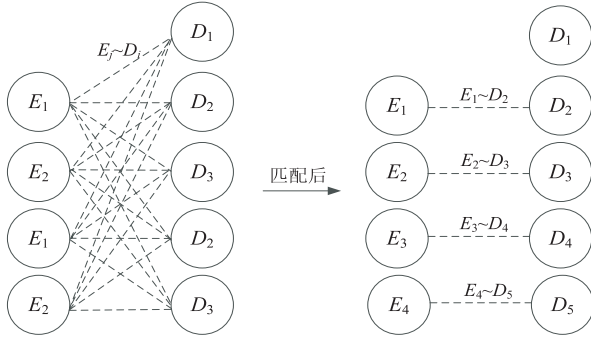 D1
Ej~Di
E1
D2
E2
D3
E1
D2
E2
D3
匹配后
D1
E1
E1~D2
D2
E2
E2~D3
D3
E3
E3~D4
D4
E4
E4~D5
D5